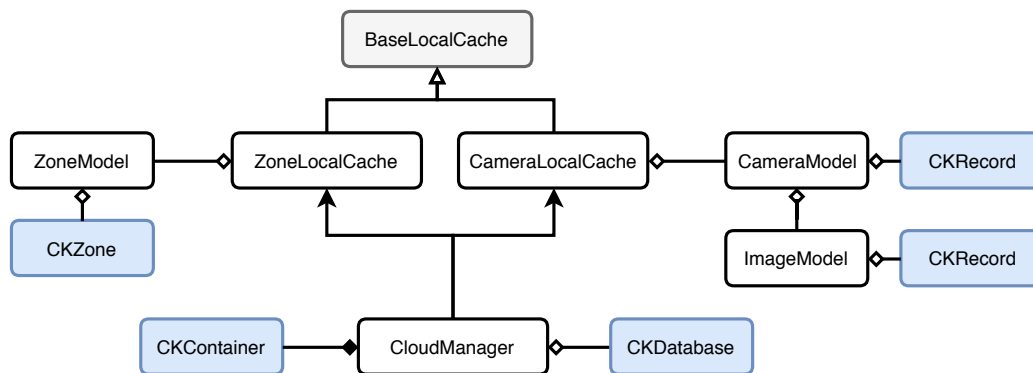 BaseLocalCache
ZoneModel
ZoneLocalCache
CameraLocalCache
CameraModel
CKRecord
CKZone
ImageModel
CKRecord
CKContainer
CloudManager
CKDatabase